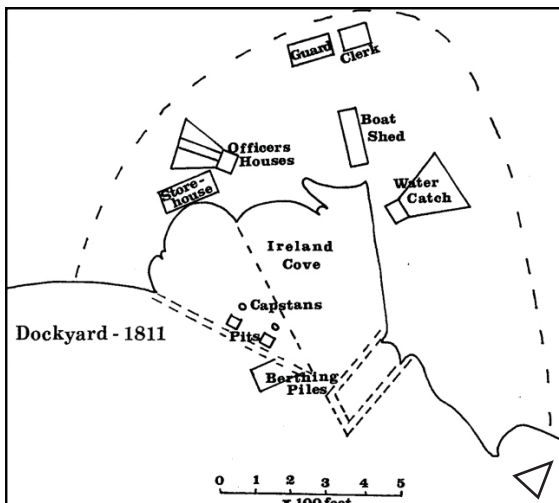 Guard
Clerk
Boat
Shed
Officers
Houses
Store-
house
Water
Catch
Ireland
Cove
Capstans
Pits
Dockyard - 1811
Berthing
Piles
0 1 2 3 4 5
x 100 feet